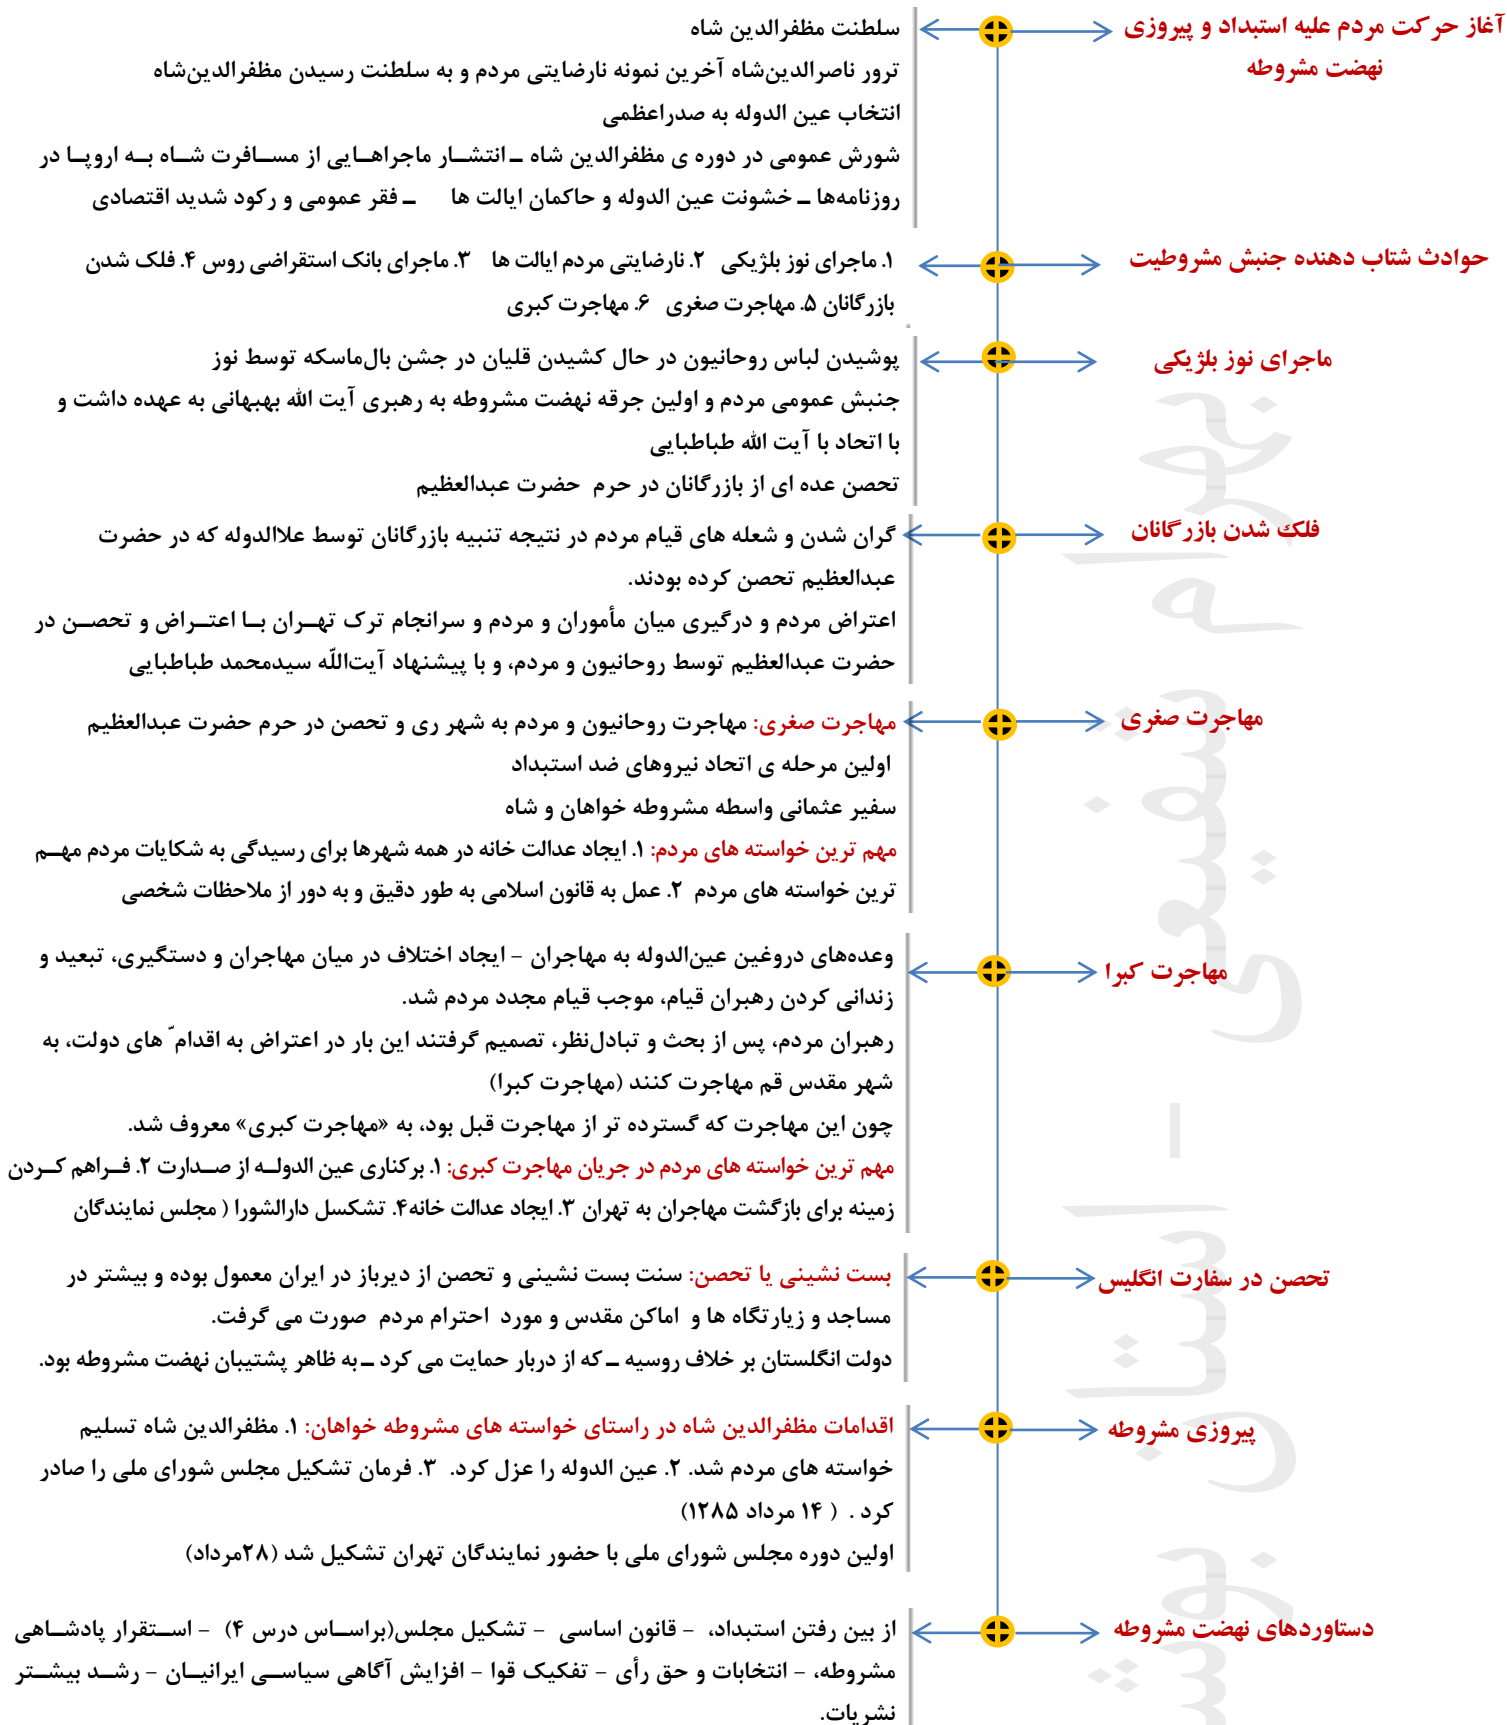 آغاز حرکت مردم علیه استبداد و پیروزی
نهضت مشروطه
سلطنت مظفرالدین شاه
ترور ناصرالدین‌شاه آخرین نمونه نارضایتی مردم و به سلطنت رسیدن مظفرالدین‌شاه
انتخاب عین الدوله به صدراعظمی
شورش عمومی در دوره ی مظفرالدین شاه ـ انتشار ماجراهایی از مسافرت شاه به اروپا در
روزنامه‌ها ـ خشونت عین الدوله و حاکمان ایالت ها ـ فقر عمومی و رکود شدید اقتصادی
حوادث شتاب دهنده جنبش مشروطیت
۱. ماجرای نوز بلژیکی ۲. نارضایتی مردم ایالت ها ۳. ماجرای بانک استقراضی روس ۴. فلک شدن
بازرگانان ۵. مهاجرت صغری ۶. مهاجرت کبری
ماجرای نوز بلژیکی
پوشیدن لباس روحانیون در حال کشیدن قلیان در جشن بال‌ماسکه توسط نوز
جنبش عمومی مردم و اولین جرقه نهضت مشروطه به رهبری آیت الله بهبهانی به عهده داشت و
با اتحاد با آیت الله طباطبایی
تحصن عده ای از بازرگانان در حرم حضرت عبدالعظیم
فلک شدن بازرگانان
گران شدن و شعله های قیام مردم در نتیجه تنبیه بازرگانان توسط علاالدوله که در حضرت
عبدالعظیم تحصن کرده بودند.
اعتراض مردم و درگیری میان مأموران و مردم و سرانجام ترک تهران با اعتراض و تحصن در
حضرت عبدالعظیم توسط روحانیون و مردم، و با پیشنهاد آیت‌اللّه سیدمحمد طباطبایی
مهاجرت صغری
مهاجرت صغری: مهاجرت روحانیون و مردم به شهر ری و تحصن در حرم حضرت عبدالعظیم
اولین مرحله ی اتحاد نیروهای ضد استبداد
سفیر عثمانی واسطه مشروطه خواهان و شاه
مهم ترین خواسته های مردم: ۱. ایجاد عدالت خانه در همه شهرها برای رسیدگی به شکایات مردم مهم
ترین خواسته های مردم ۲. عمل به قانون اسلامی به طور دقیق و به دور از ملاحظات شخصی
مهاجرت کبرا
وعده‌های دروغین عین‌الدوله به مهاجران - ایجاد اختلاف در میان مهاجران و دستگیری، تبعید و
زندانی کردن رهبران قیام، موجب قیام مجدد مردم شد.
رهبران مردم، پس از بحث و تبادل‌نظر، تصمیم گرفتند این بار در اعتراض به اقدام ّ های دولت، به
شهر مقدس قم مهاجرت کنند (مهاجرت کبرا)
چون این مهاجرت که گسترده تر از مهاجرت قبل بود، به «مهاجرت کبری» معروف شد.
مهم ترین خواسته های مردم در جریان مهاجرت کبری: ۱. برکناری عین الدوله از صدارت ۲. فراهم کردن
زمینه برای بازگشت مهاجران به تهران ۳. ایجاد عدالت خانه۴. تشکسل دارالشورا ( مجلس نمایندگان
تحصن در سفارت انگلیس
بست نشینی یا تحصن: سنت بست نشینی و تحصن از دیرباز در ایران معمول بوده و بیشتر در
مساجد و زیارتگاه ها و اماکن مقدس و مورد احترام مردم صورت می گرفت.
دولت انگلستان بر خلاف روسیه ـ که از دربار حمایت می کرد ـ به ظاهر پشتیبان نهضت مشروطه بود.
پیروزی مشروطه
اقدامات مظفرالدین شاه در راستای خواسته های مشروطه خواهان: ۱. مظفرالدین شاه تسلیم
خواسته های مردم شد. ۲. عین الدوله را عزل کرد. ۳. فرمان تشکیل مجلس شورای ملی را صادر
کرد . ( ۱۴ مرداد ۱۲۸۵)
اولین دوره مجلس شورای ملی با حضور نمایندگان تهران تشکیل شد (۲۸مرداد)
دستاوردهای نهضت مشروطه
از بین رفتن استبداد، - قانون اساسی - تشکیل مجلس(براساس درس ۴) - استقرار پادشاهی
مشروطه، - انتخابات و حق رأی - تفکیک قوا - افزایش آگاهی سیاسی ایرانیان - رشد بیشتر
نشریات.
بهرام شفیعی - استان بوش